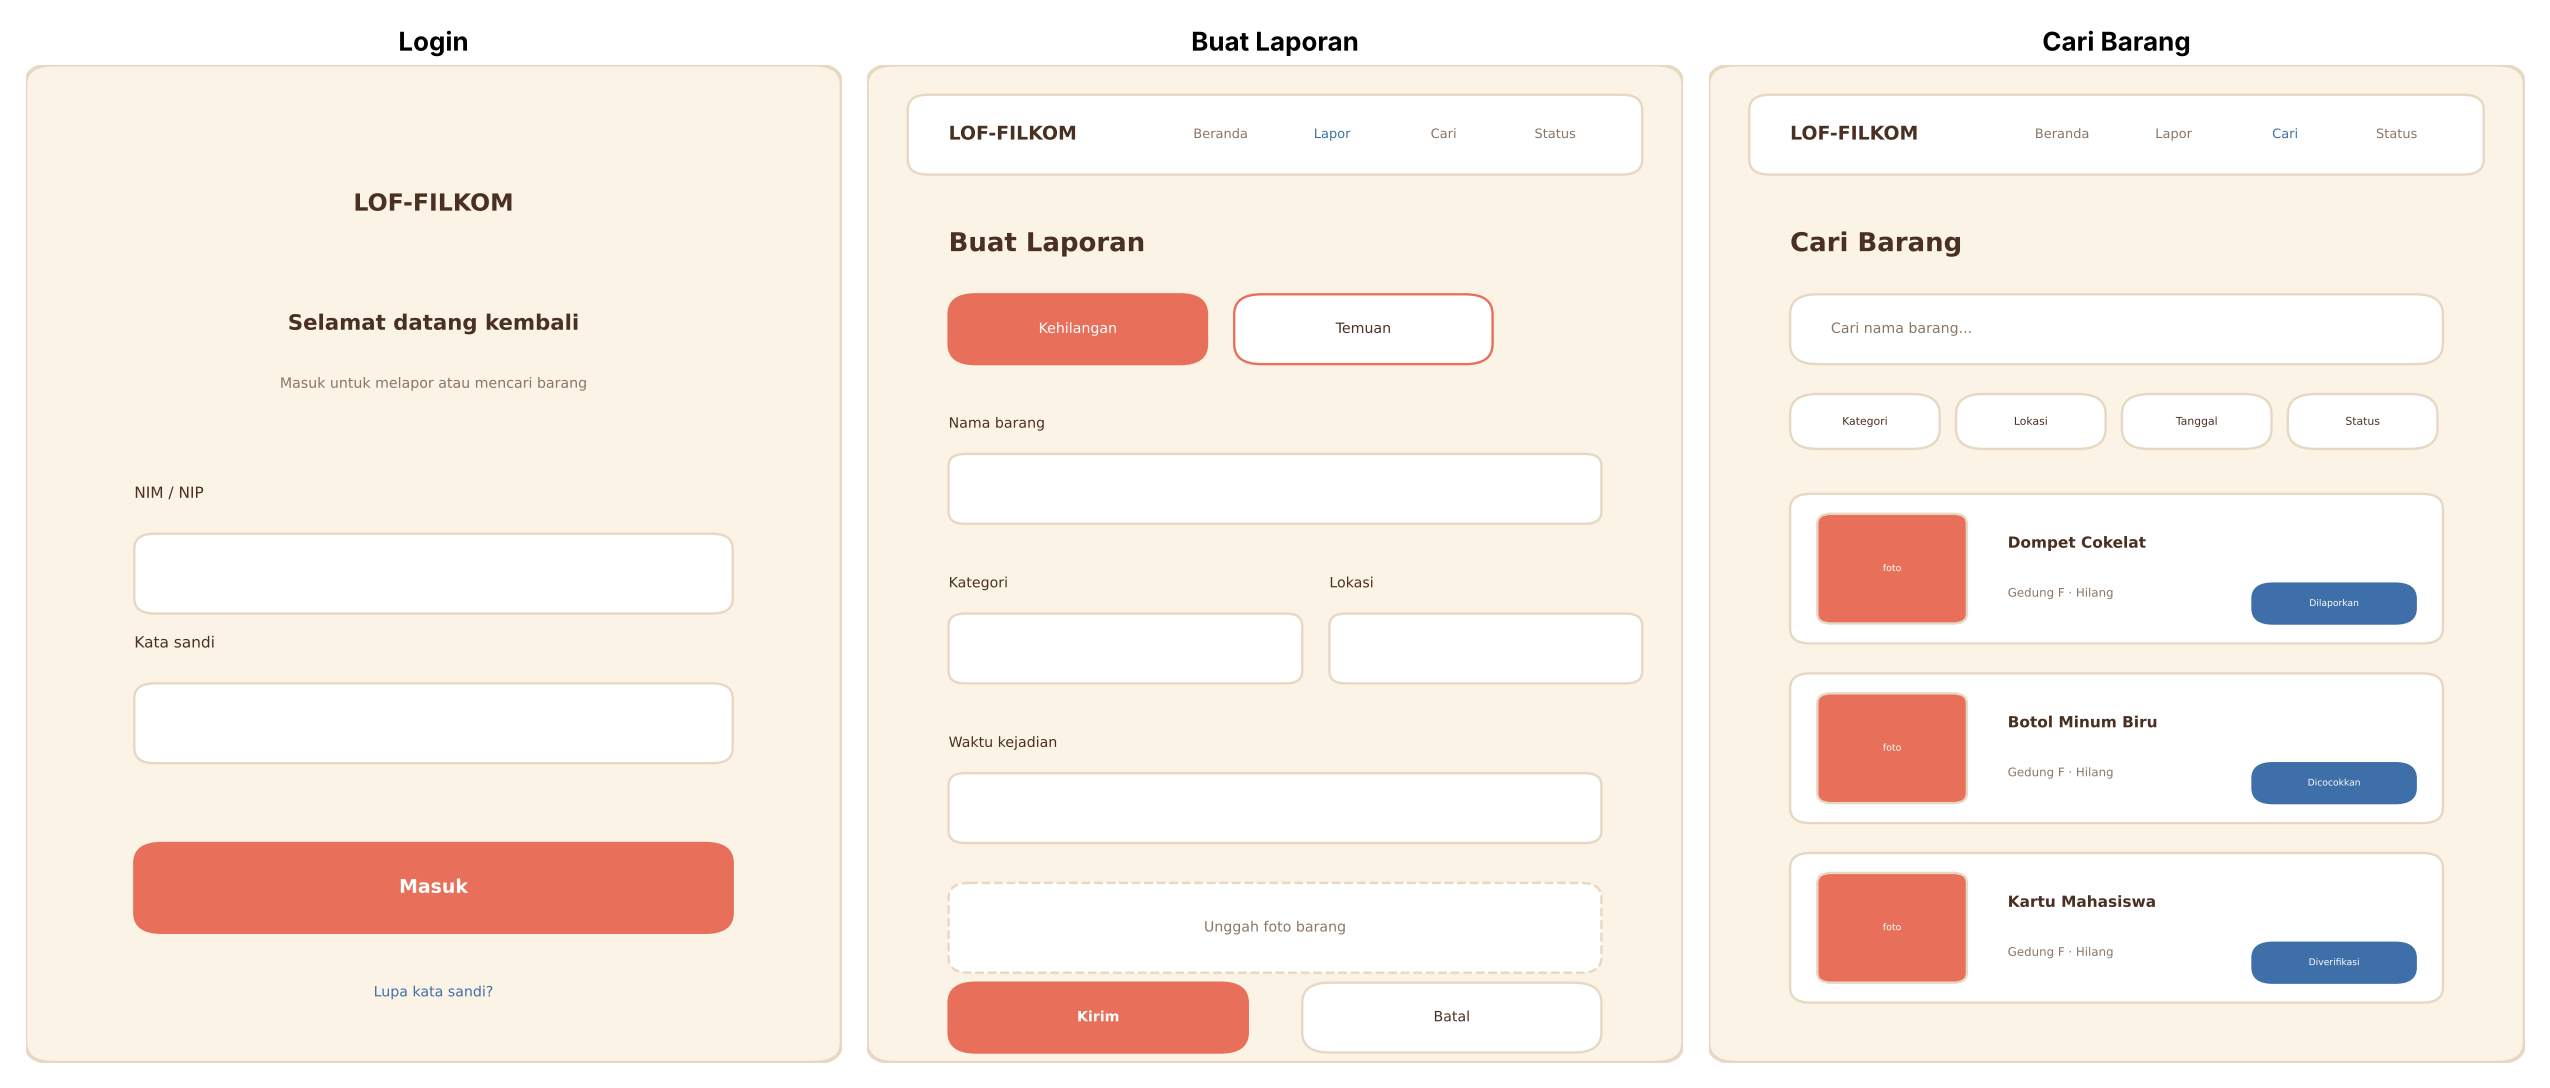 Login
LOF-FILKOM
Selamat datang kembali
Masuk untuk melapor atau mencari barang
NIM / NIP
Kata sandi
Masuk
Lupa kata sandi?
Buat Laporan
LOF-FILKOM Beranda Lapor Cari Status
Buat Laporan
Kehilangan Temuan
Nama barang
Kategori Lokasi
Waktu kejadian
Unggah foto barang
Kirim Batal
Cari Barang
LOF-FILKOM Beranda Lapor Cari Status
Cari Barang
Cari nama barang...
Kategori Lokasi Tanggal Status
foto
Dompet Cokelat
Gedung F · Hilang
Dilaporkan
foto
Botol Minum Biru
Gedung F · Hilang
Dicocokkan
foto
Kartu Mahasiswa
Gedung F · Hilang
Diverifikasi